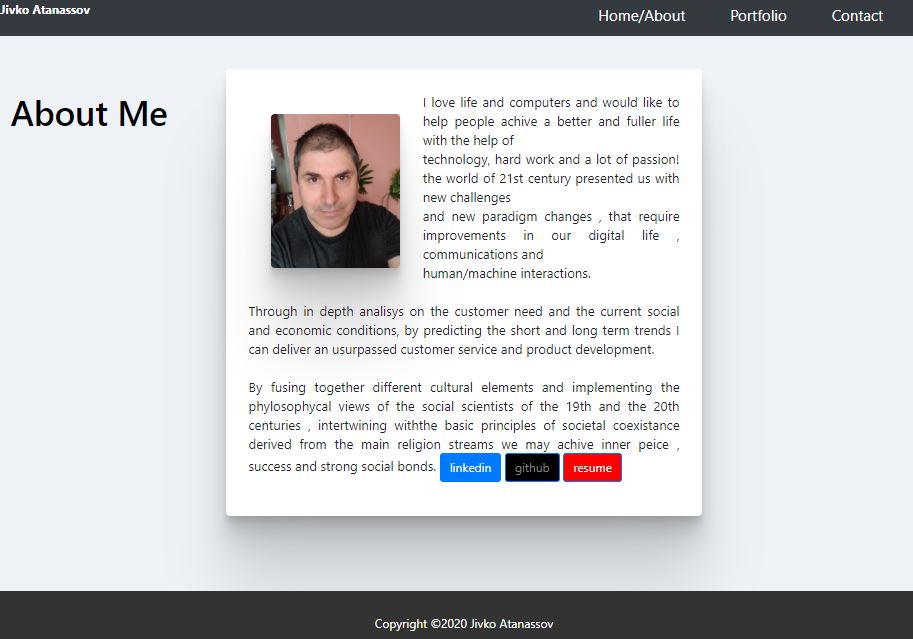 Jivko Atanassov
Home/About Portfolio Contact
About Me
I love life and computers and would like to
help people achive a better and fuller life
with the help of
technology, hard work and a lot of passion!
the world of 21st century presented us with
new challenges
and new paradigm changes , that require
improvements in our digital life ,
communications and
human/machine interactions.
Through in depth analisys on the customer need and the current social
and economic conditions, by predicting the short and long term trends I
can deliver an usurpassed customer service and product development.
By fusing together different cultural elements and implementing the
phylosophycal views of the social scientists of the 19th and the 20th
centuries , intertwining withthe basic principles of societal coexistance
derived from the main religion streams we may achive inner peice ,
success and strong social bonds. linkedin github resume
Copyright ©2020 Jivko Atanassov